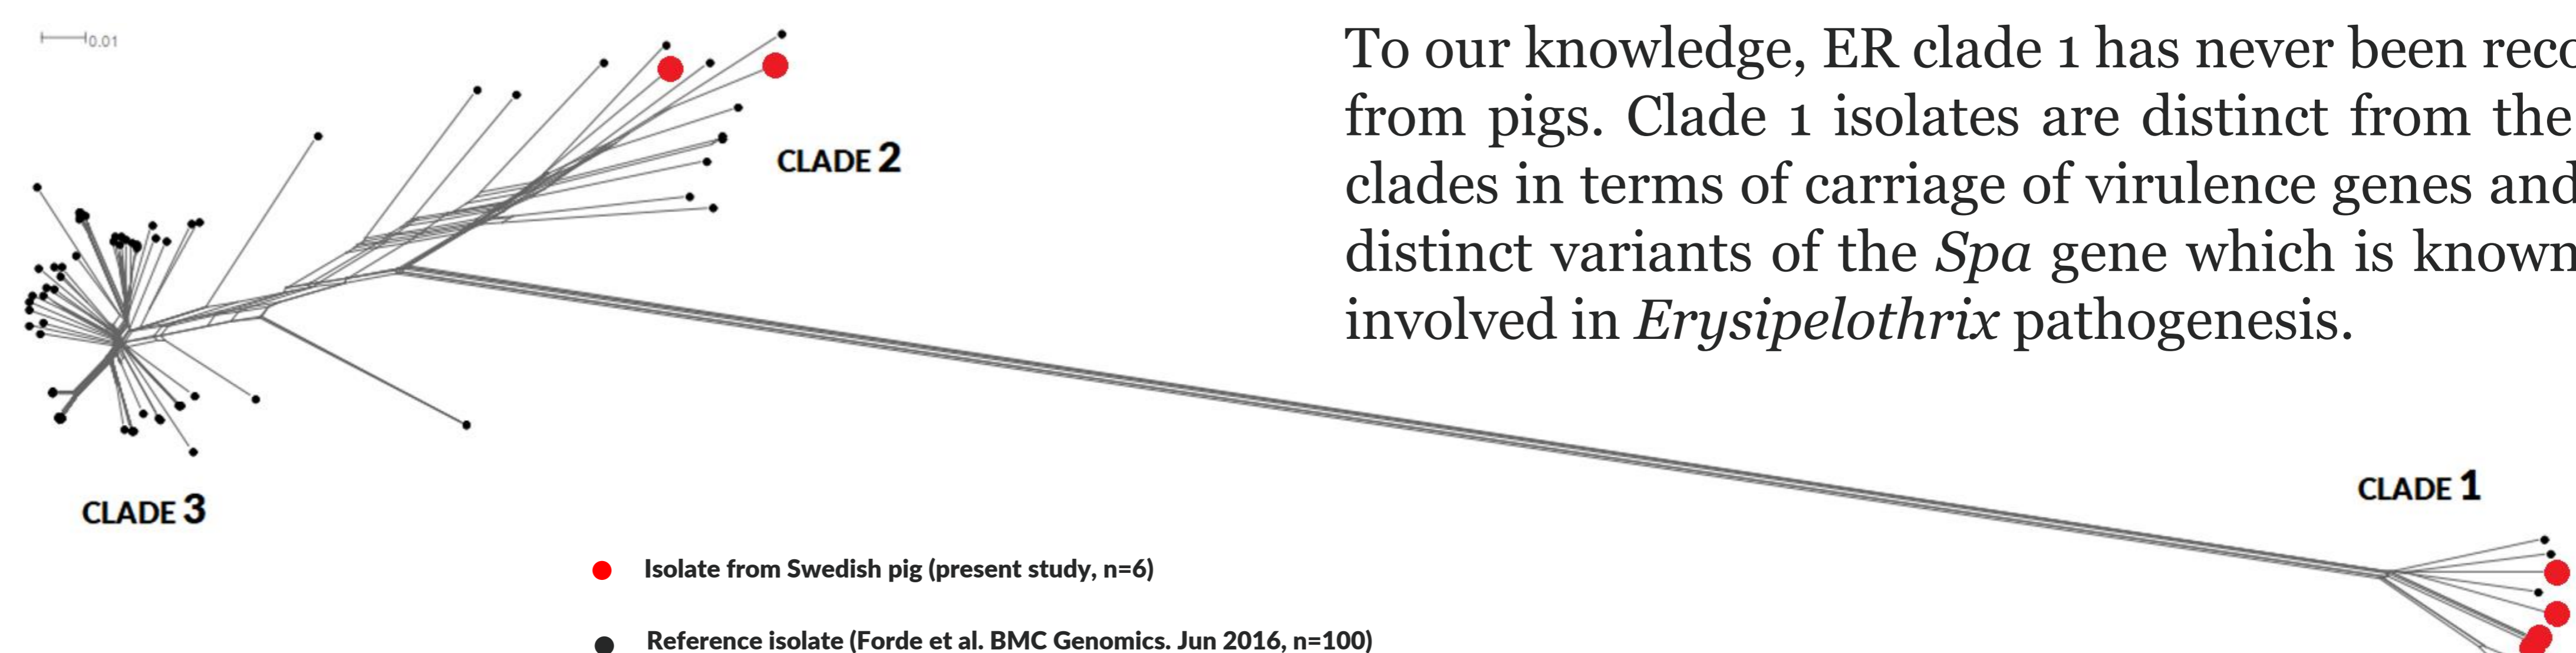 0.01
To our knowledge, ER clade 1 has never been
from pigs. Clade 1 isolates are distinct from the
clades in terms of carriage of virulence genes and
distinct variants of the Spa gene which is known
involved in Erysipelothrix pathogenesis.
CLADE 2
CLADE 3
CLADE 1
Isolate from Swedish pig (present study, n=6)
Reference isolate (Forde et al. BMC Genomics. Jun 2016, n=100)